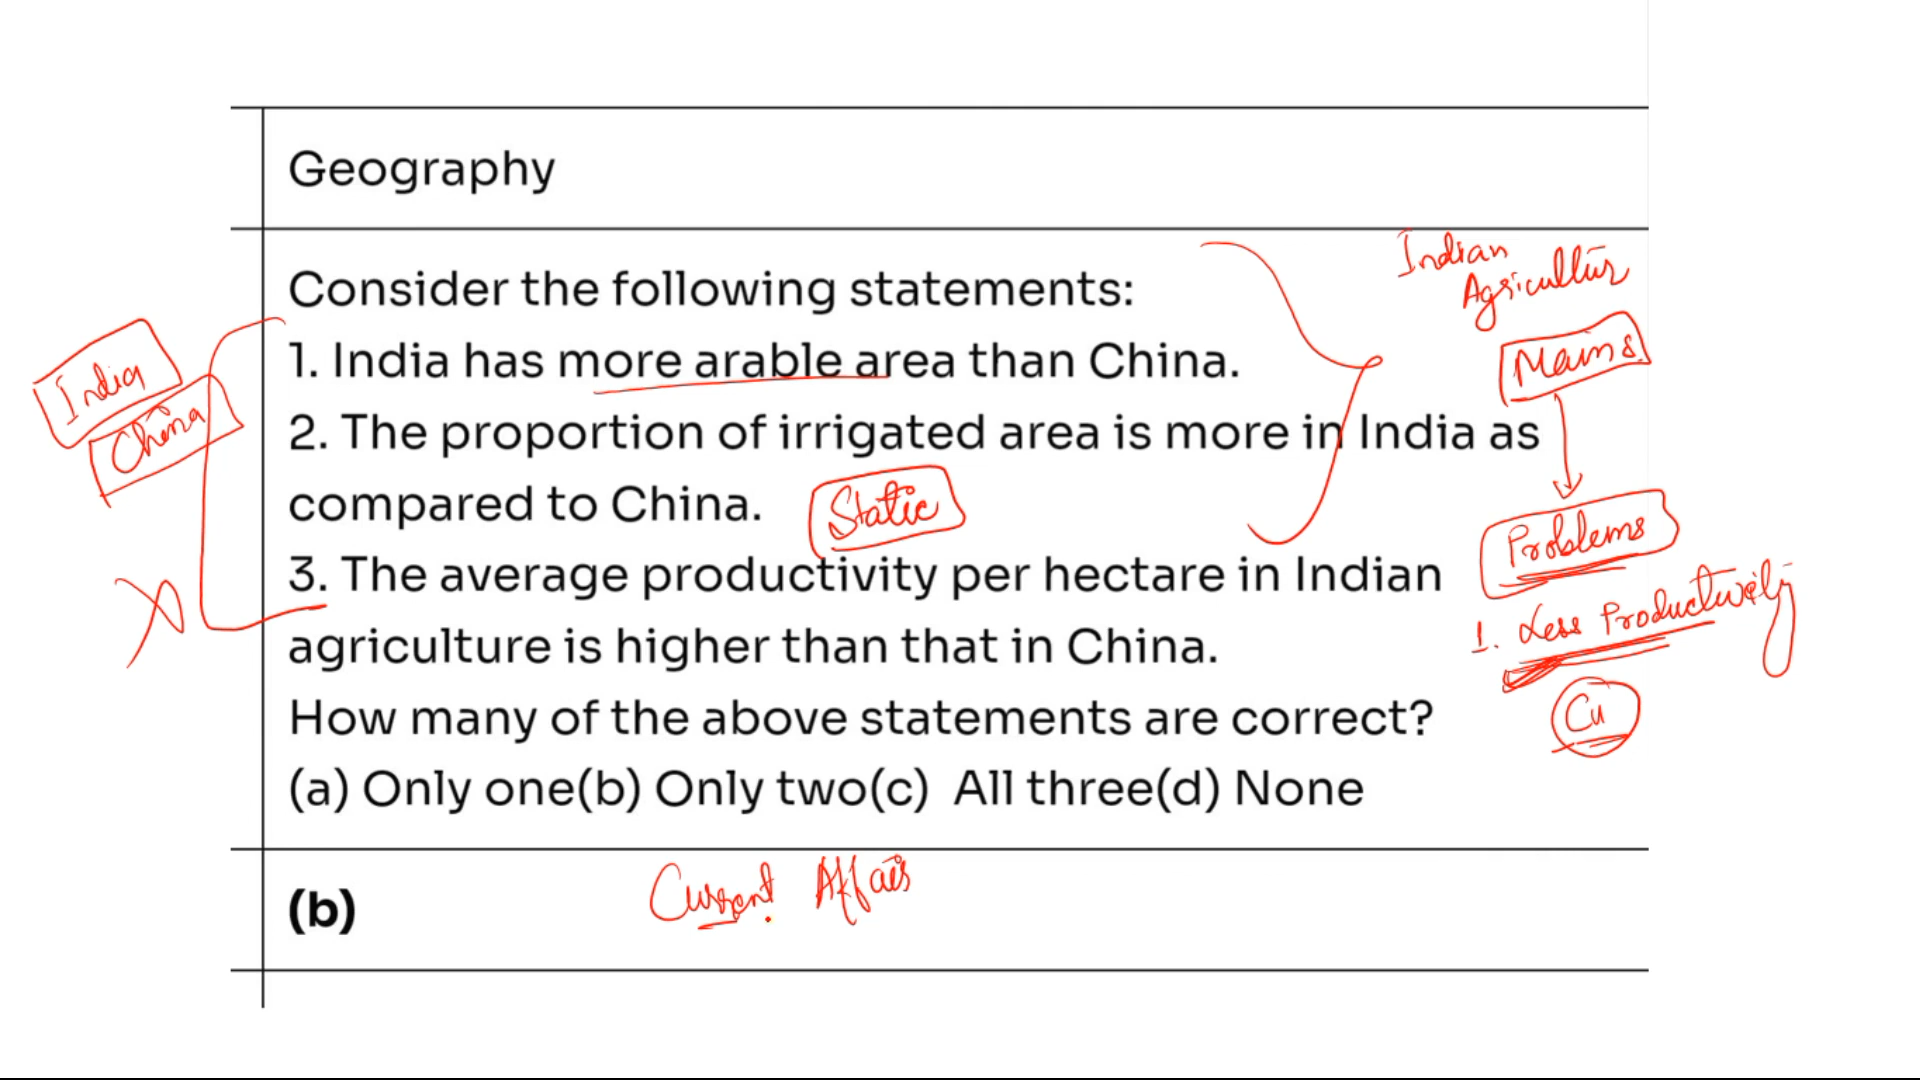 Geography
Consider the following statements:
1. India has more arable area than China.
2. The proportion of irrigated area is more in India as
compared to China.
3. The average productivity per hectare in Indian
agriculture is higher than that in China.
How many of the above statements are correct?
(a) Only one(b) Only two(c) All three(d) None
(b)
India
China
Static
Indian
Agricultur
Mains
Problems
1. Less Productively
Cu
Current Affairs